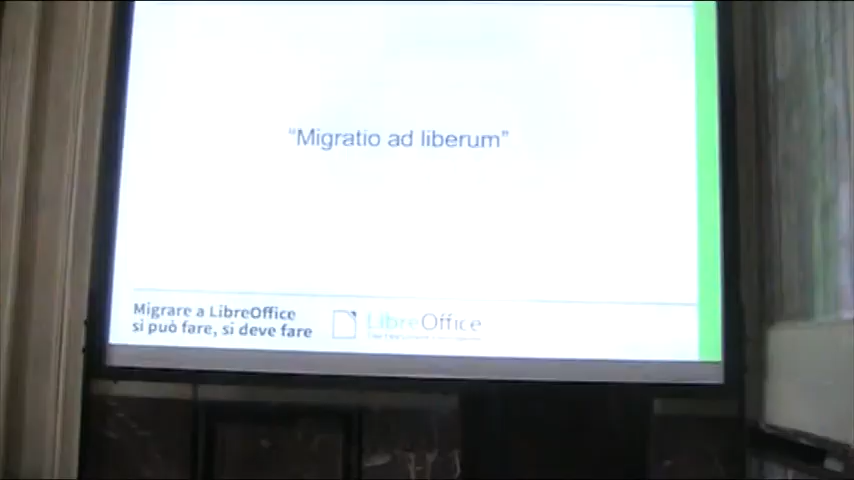 “Migratio ad liberum”
Migrare a LibreOffice
si può fare, si deve fare
LibreOffice